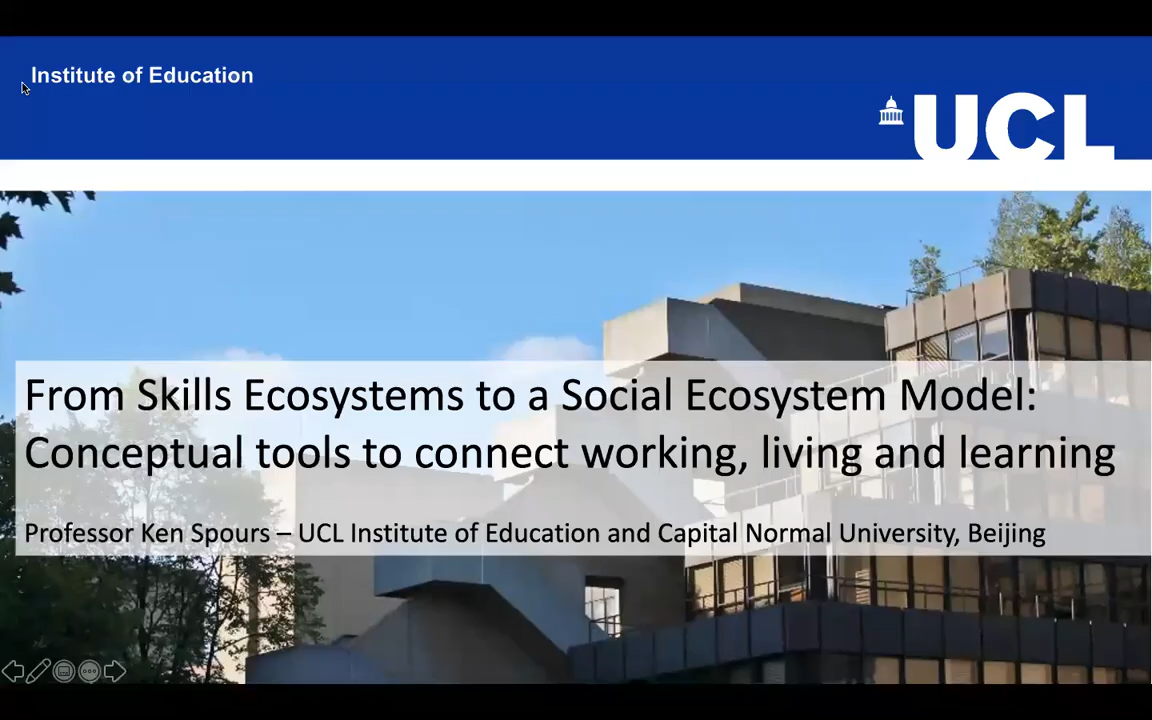 Institute of Education
UCL
From Skills Ecosystems to a Social Ecosystem Model:
Conceptual tools to connect working, living and learning
Professor Ken Spours – UCL Institute of Education and Capital Normal University, Beijing